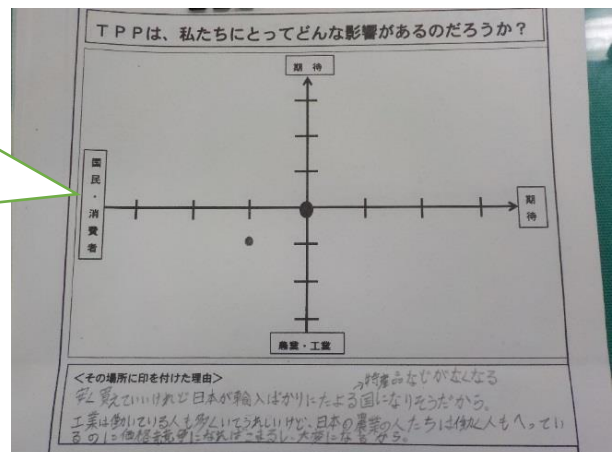 TPPは、私たちにとってどんな影響があるのだろうか?
期待
国民・消費者
期待
農業・工業
<その場所に印を付けた理由>
→特産品などがなくなる
安く買えていいけれど日本が輸入ばかりにたよる国になりそうだから。
工業は働いている人も多くいてうれしいけど、日本の農業の人たちは働く人もへってい
るのに価格競争になればこまるし、大変になるから。